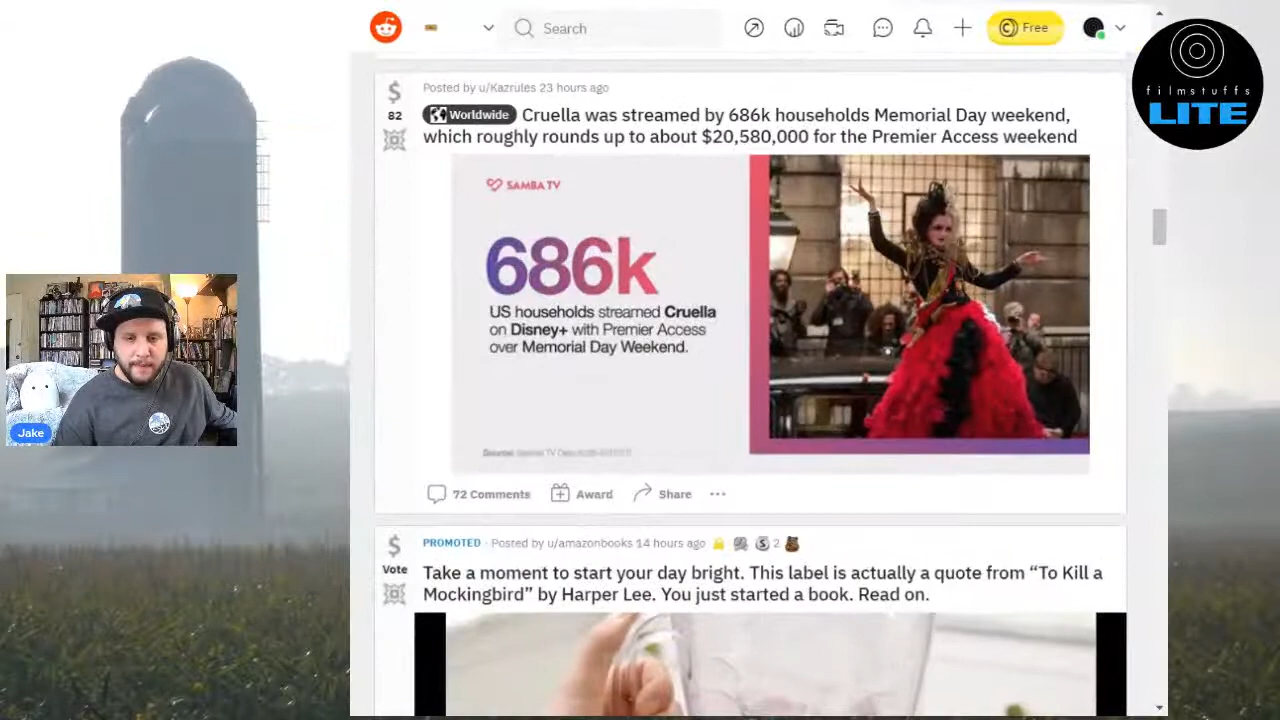 Search
Free
filmstuffs
LITE
Posted by u/Kazrules 23 hours ago
82
Worldwide Cruella was streamed by 686k households Memorial Day weekend,
which roughly rounds up to about $20,580,000 for the Premier Access weekend
SAMBA TV
686k
US households streamed Cruella
on Disney+ with Premier Access
over Memorial Day Weekend.
Jake
72 Comments Award Share
PROMOTED · Posted by u/amazonbooks 14 hours ago 2
Vote
Take a moment to start your day bright. This label is actually a quote from “To Kill a
Mockingbird” by Harper Lee. You just started a book. Read on.